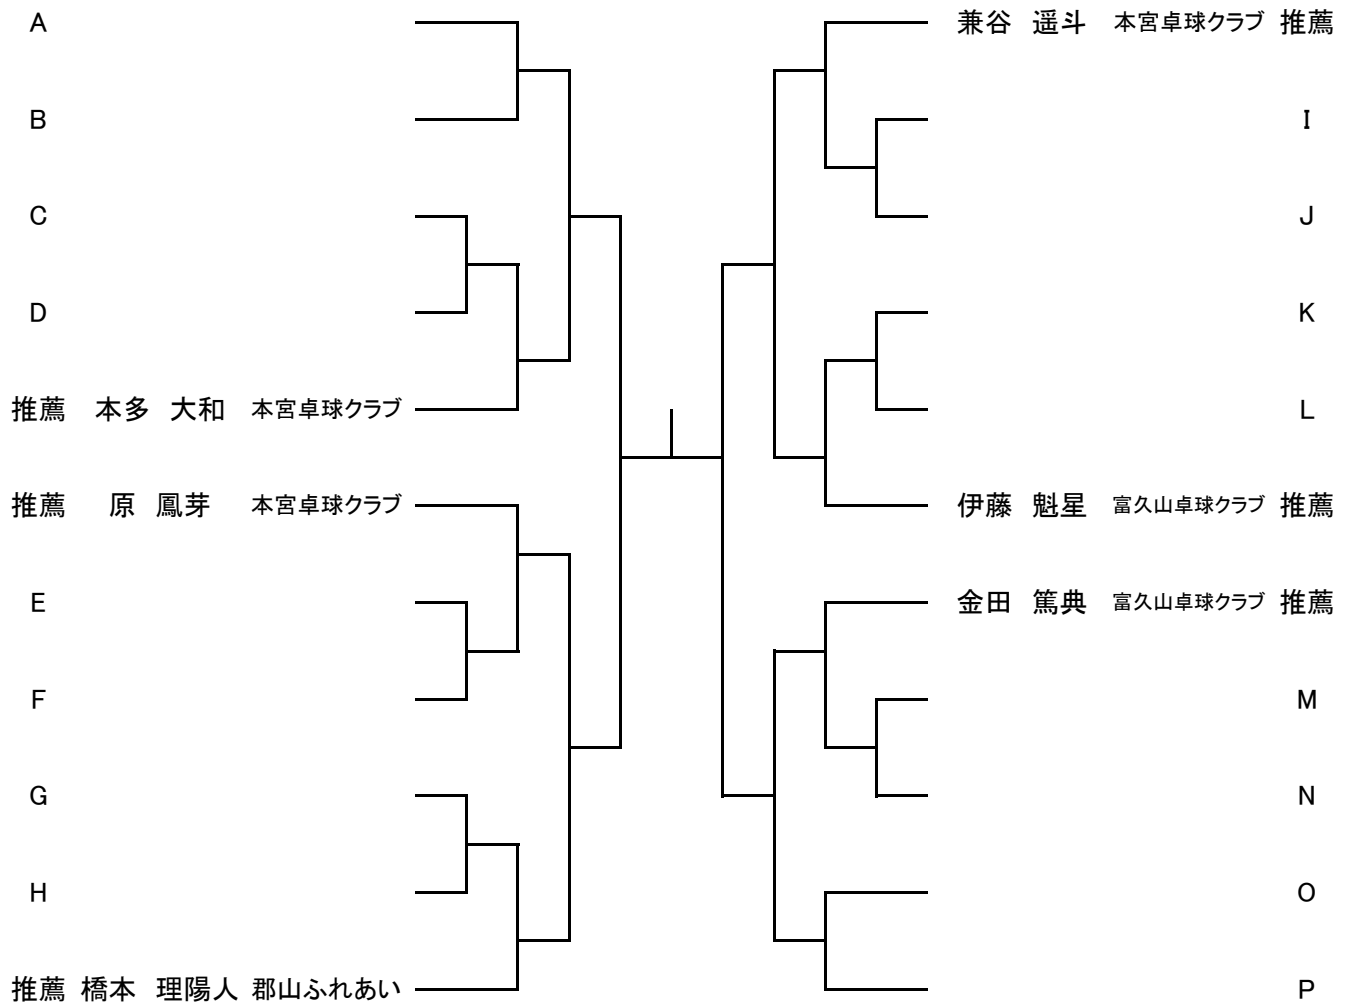 A
B
C
D
推薦 本多 大和 本宮卓球クラブ
推薦 原 鳳芽 本宮卓球クラブ
E
F
G
H
推薦 橋本 理陽人 郡山ふれあい
兼谷 遥斗 本宮卓球クラブ 推薦
I
J
K
L
伊藤 魁星 富久山卓球クラブ 推薦
金田 篤典 富久山卓球クラブ 推薦
M
N
O
P